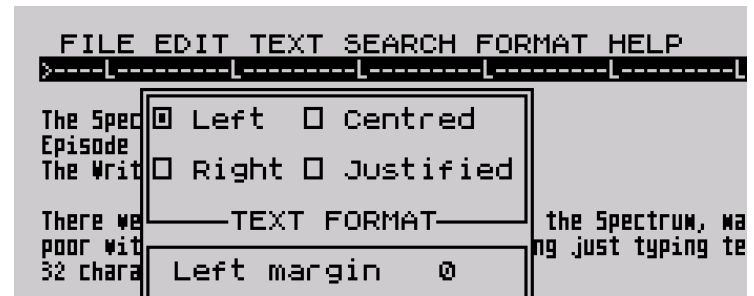 FILE EDIT TEXT SEARCH FORMAT HELP
The Spec
Left Centred
Episode
The Writ
Right Justified
There we
TEXT FORMAT
the Spectrum, wa
poor wit
ng just typing te
32 chara
Left margin 0